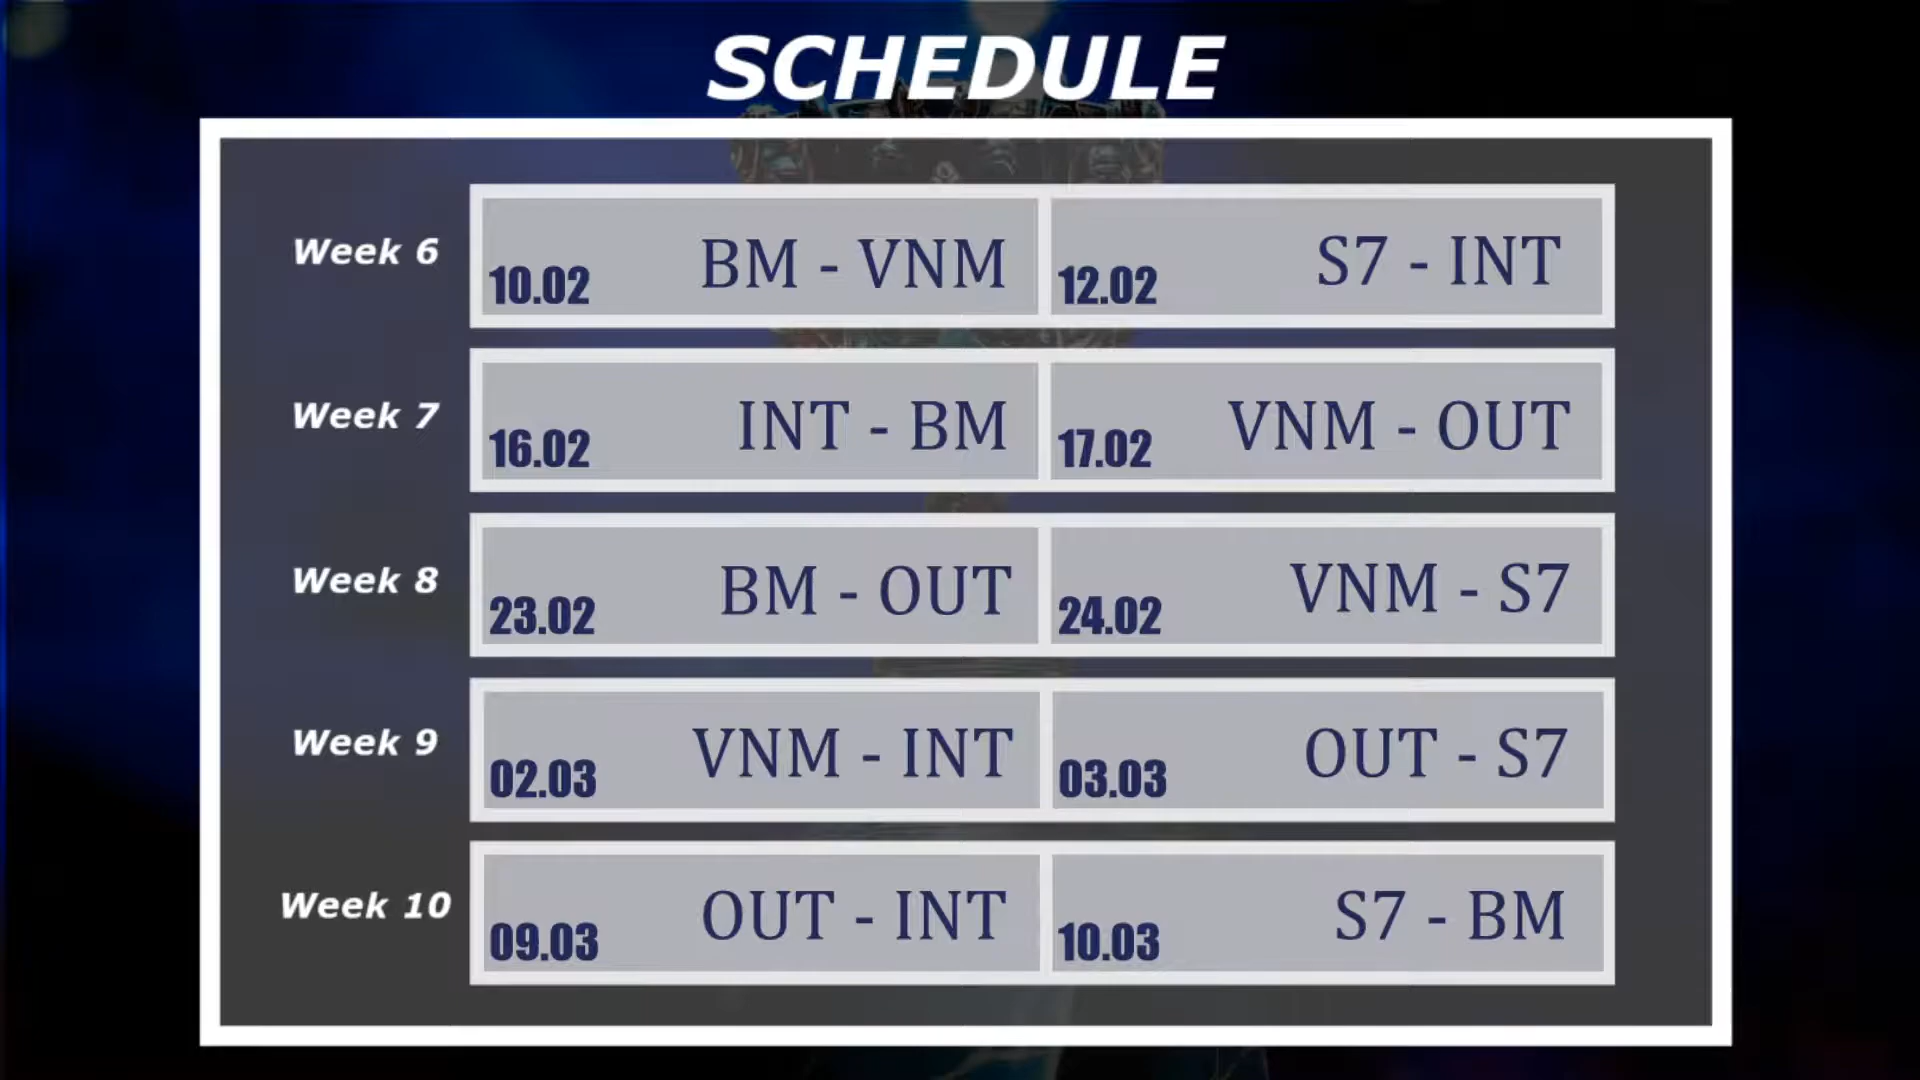 SCHEDULE
Week 6
10.02 BM - VNM
12.02 S7 - INT
Week 7
16.02 INT - BM
17.02 VNM - OUT
Week 8
23.02 BM - OUT
24.02 VNM - S7
Week 9
02.03 VNM - INT
03.03 OUT - S7
Week 10
09.03 OUT - INT
10.03 S7 - BM